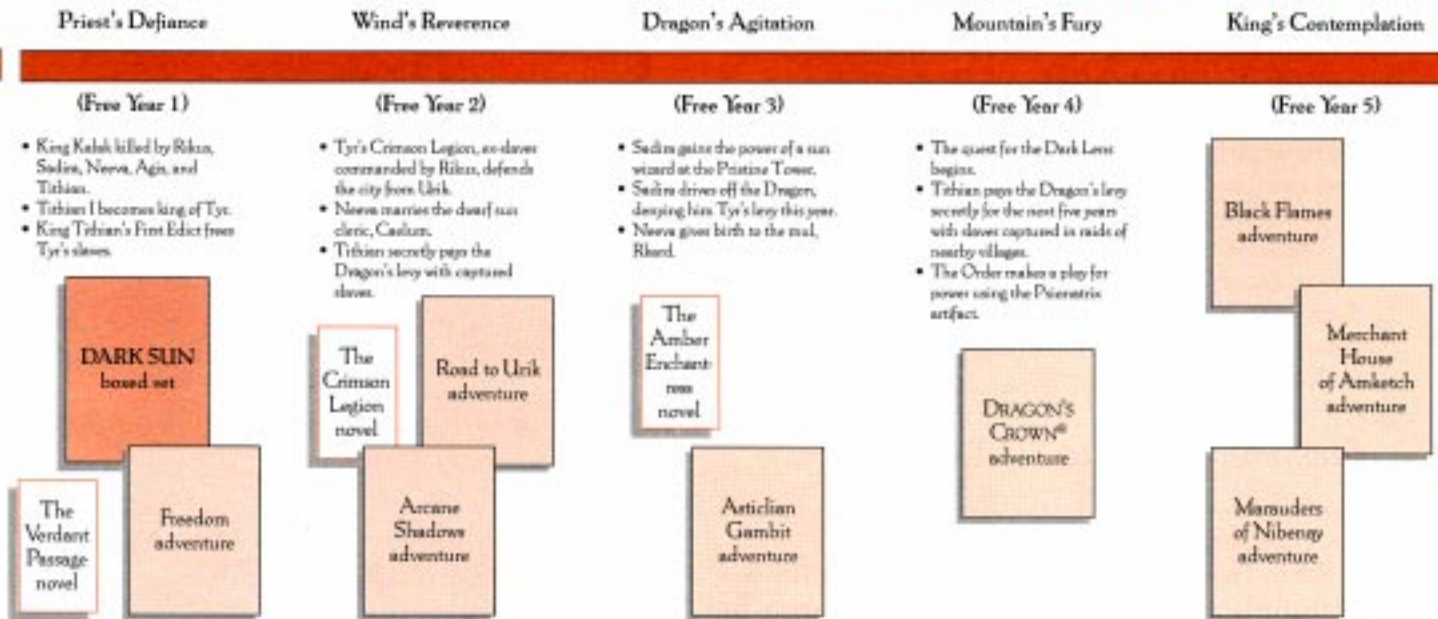 Priest's Defiance
(Free Year 1)
• King Kalak killed by Rikus,
Sadira, Neeva, Agis, and
Tithian.
• Tithian I becomes king of Tyr.
• King Tithian's First Edict frees
Tyr's slaves.
DARK SUN
boxed set
The
Verdant
Passage
novel
Freedom
adventure
Wind's Reverence
(Free Year 2)
• Tyr's Crimson Legion, ex-slaves
commanded by Rikus, defends
the city from Urik.
• Neeva marries the dwarf sun
cleric, Caelum.
• Tithian secretly pays the
Dragon's levy with captured
slaves.
The
Crimson
Legion
novel
Road to Urik
adventure
Arcane
Shadows
adventure
Dragon's Agitation
(Free Year 3)
• Sadira gains the power of a sun
wizard at the Pristine Tower.
• Sadira drives off the Dragon,
denying him Tyr's levy this year.
• Neeva gives birth to the mul,
Rkard.
The
Amber
Enchant-
ress
novel
Asticlian
Gambit
adventure
Mountain's Fury
(Free Year 4)
• The quest for the Dark Lens
begins.
• Tithian pays the Dragon's levy
secretly for the next five years
with slaves captured in raids of
nearby villages.
• The Order makes a play for
power using the Psionatrix
artifact.
DRAGON'S
CROWN®
adventure
King's Contemplation
(Free Year 5)
Black Flames
adventure
Merchant
House
of Amketch
adventure
Marauders
of Nibenay
adventure